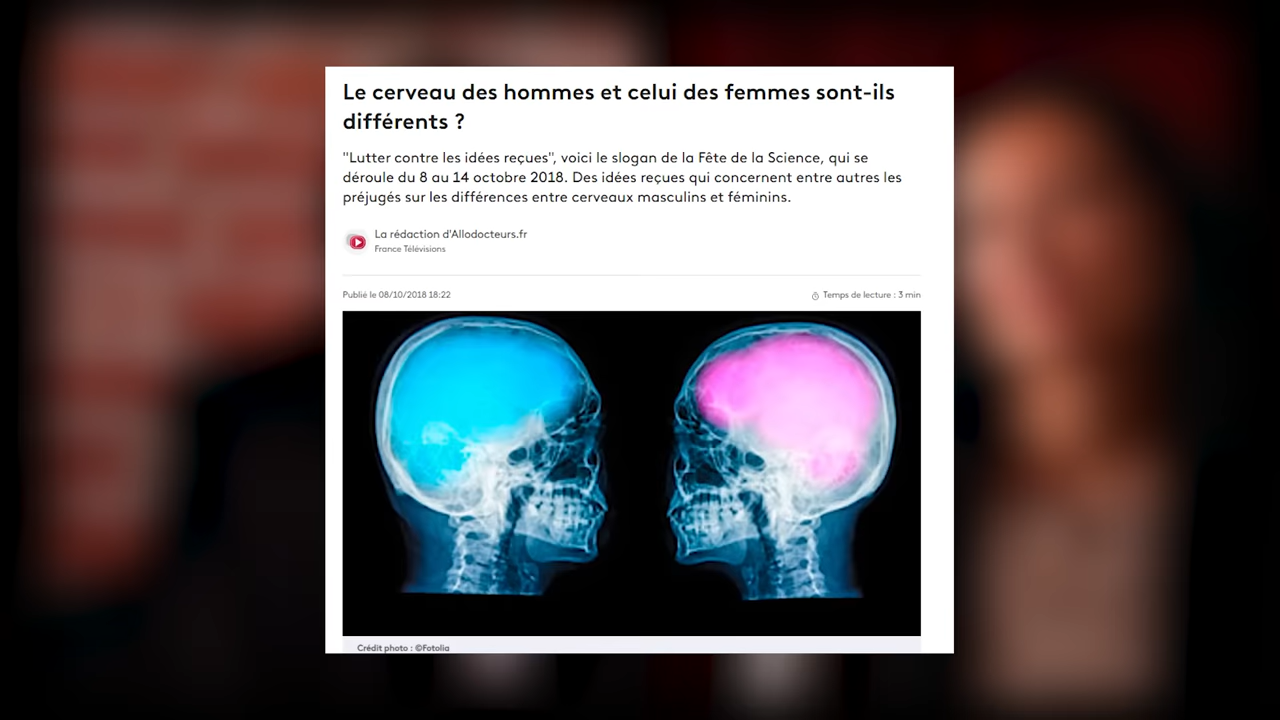 Le cerveau des hommes et celui des femmes sont-ils
différents ?
"Lutter contre les idées reçues", voici le slogan de la Fête de la Science, qui se
déroule du 8 au 14 octobre 2018. Des idées reçues qui concernent entre autres les
préjugés sur les différences entre cerveaux masculins et féminins.
La rédaction d'Allodocteurs.fr
France Télévisions
Publié le 08/10/2018 18:22
Temps de lecture : 3 min
Crédit photo : ©Fotolia